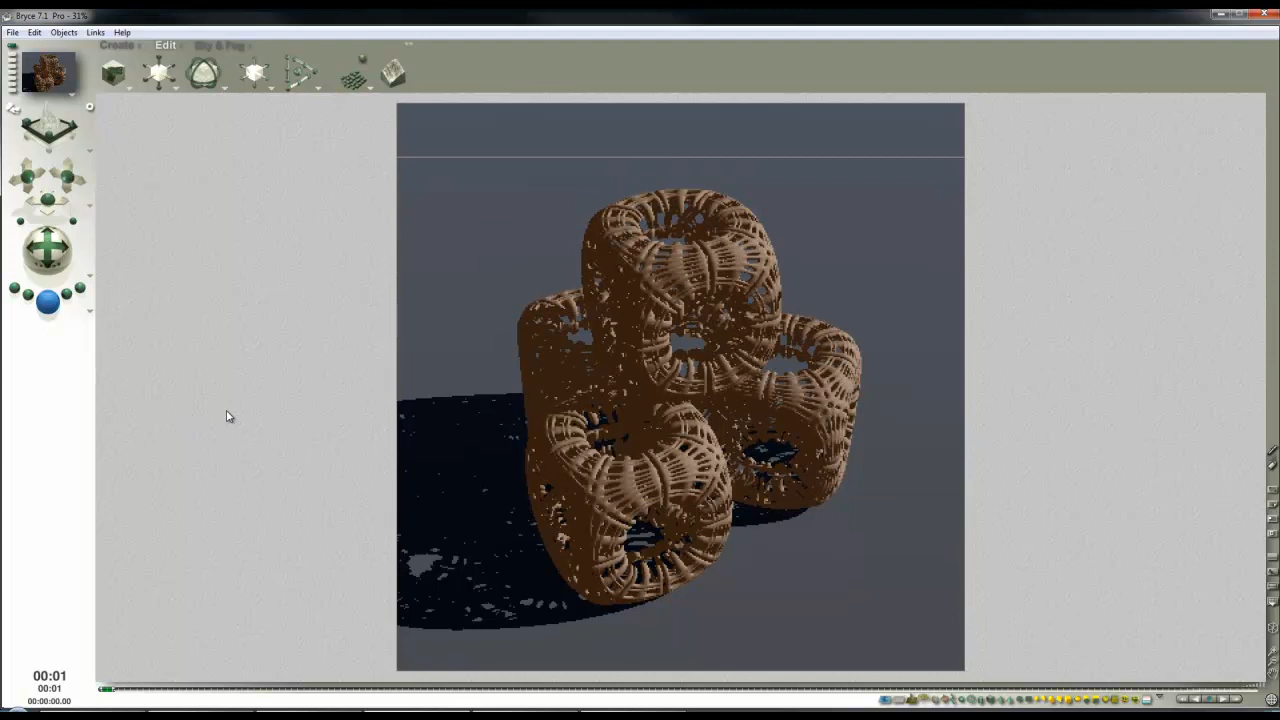 Bryce 7.1 Pro - 31%
File Edit Objects Links Help
Create Edit Sky & Fog
00:01
00:01
00:00:00.00